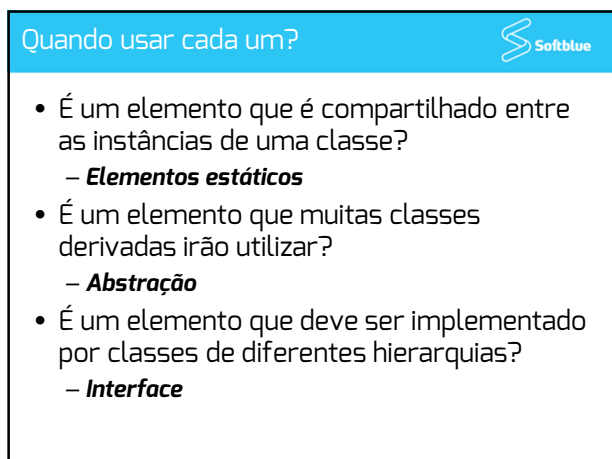 Quando usar cada um?
Softblue
• É um elemento que é compartilhado entre
as instâncias de uma classe?
– Elementos estáticos
• É um elemento que muitas classes
derivadas irão utilizar?
– Abstração
• É um elemento que deve ser implementado
por classes de diferentes hierarquias?
– Interface